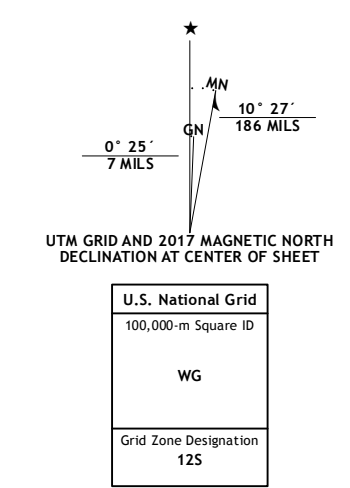 ★
MN
10° 27´
186 MILS
GN
0° 25´
7 MILS
UTM GRID AND 2017 MAGNETIC NORTH
DECLINATION AT CENTER OF SHEET
U.S. National Grid
100,000-m Square ID
WG
Grid Zone Designation
12S